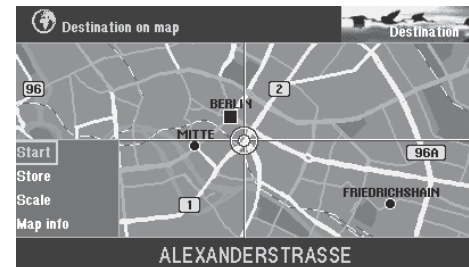 Destination on map
Destination
96
BERLIN
2
MITTE
Start
96A
Store
FRIEDRICHSHAIN
Scale
1
Map info
ALEXANDERSTRASSE